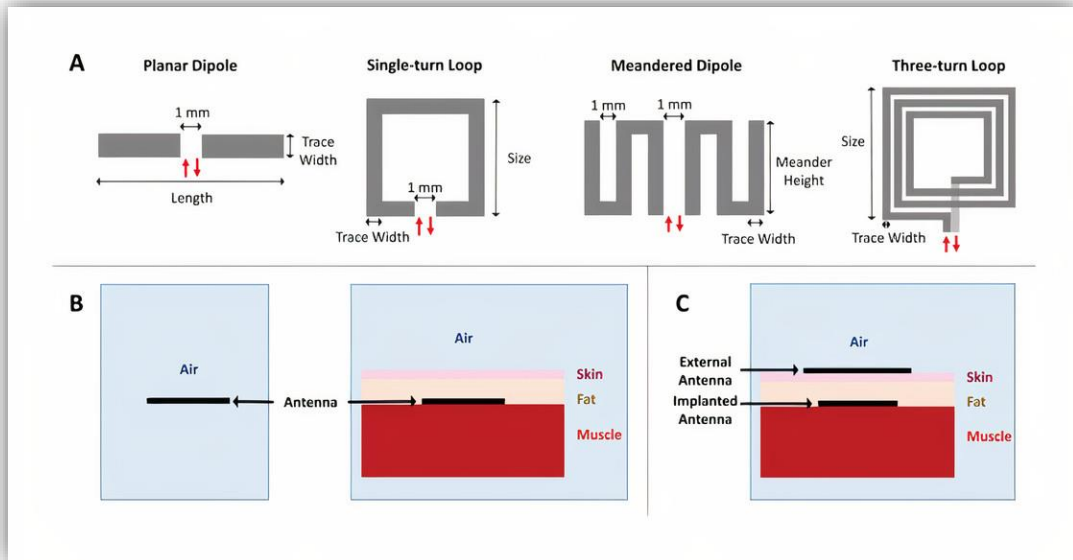 A
Planar Dipole
1 mm
Trace
Width
Length
Single-turn Loop
1 mm
Size
Trace Width
Meandered Dipole
1 mm
1 mm
Meander
Height
Trace
Width
Three-turn Loop
Size
Trace Width
B
Air
Antenna
Air
Skin
Fat
Muscle
C
Air
External
Antenna
Implanted
Antenna
Skin
Fat
Muscle